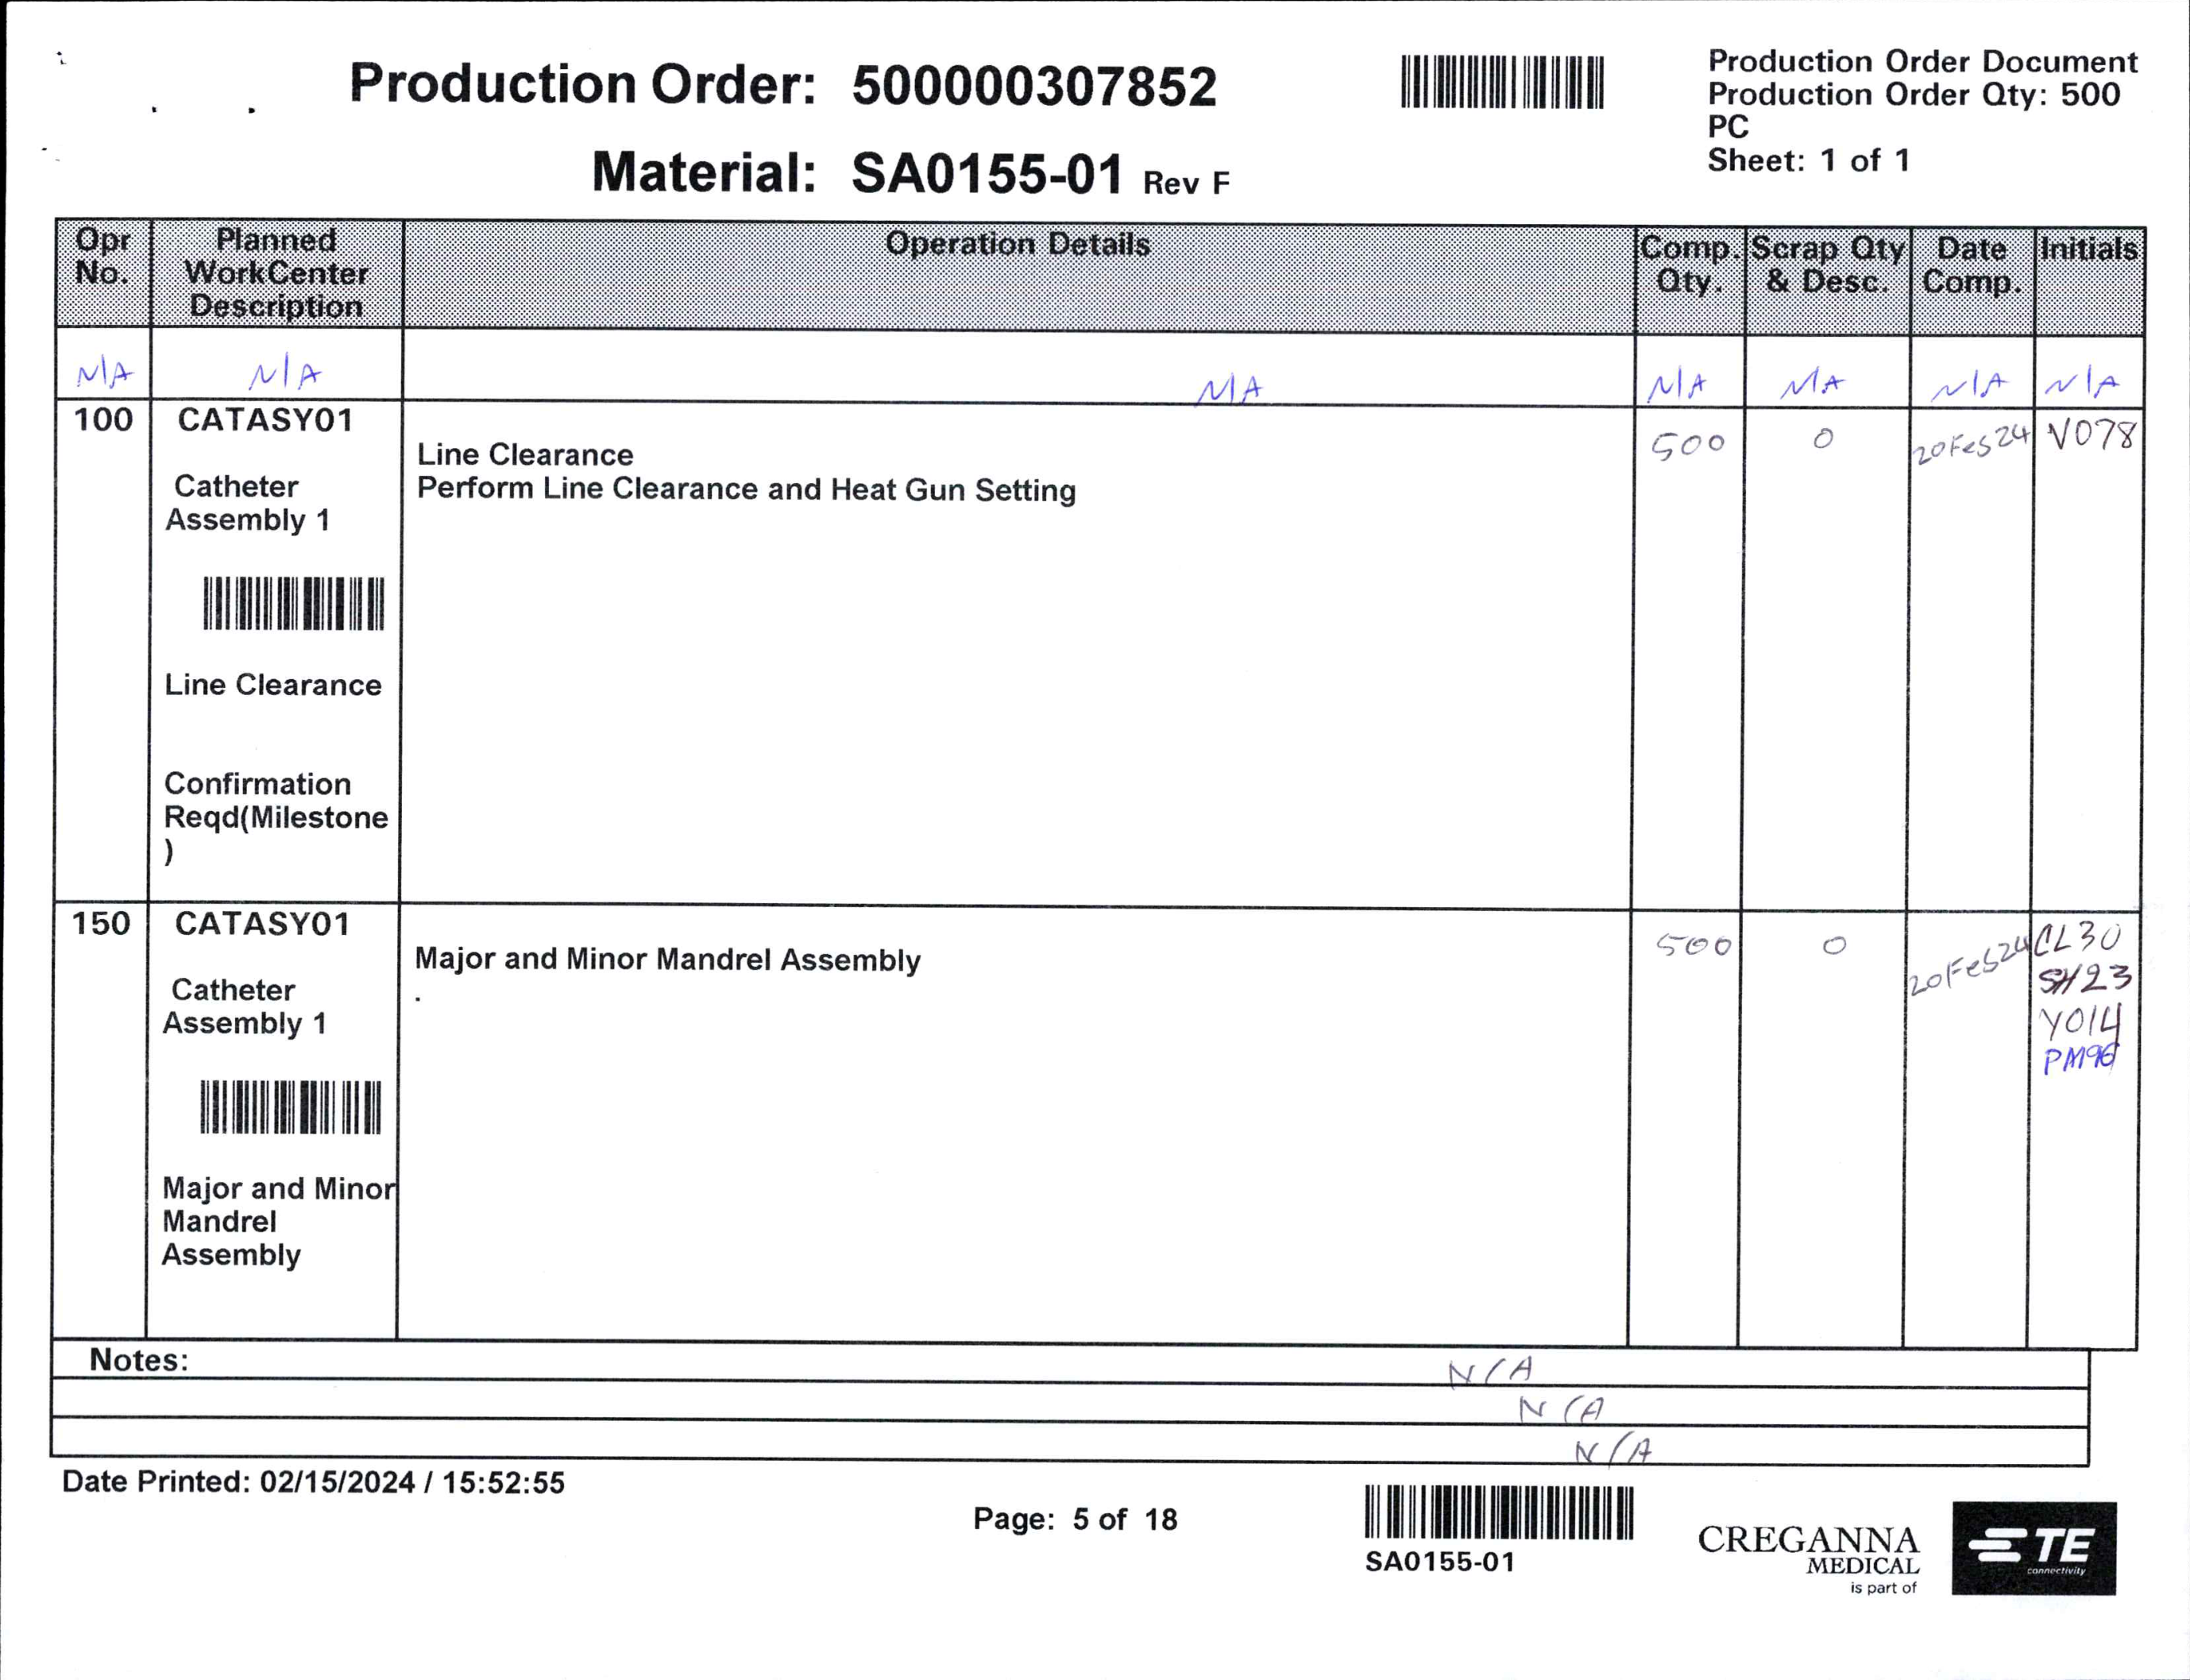 Production Order: 500000307852
Material: SA0155-01 Rev F
Production Order Document
Production Order Qty: 500
PC
Sheet: 1 of 1
Opr No.
Planned WorkCenter Description
Operation Details
Comp. Qty.
Scrap Qty & Desc.
Date Comp.
Initials
N/A N/A N/A N/A N/A N/A N/A
100
CATASY01
Catheter
Assembly 1
Line Clearance
Confirmation
Reqd(Milestone
)
Line Clearance
Perform Line Clearance and Heat Gun Setting
500
0
20Feb24
V078
150
CATASY01
Catheter
Assembly 1
Major and Minor
Mandrel
Assembly
Major and Minor Mandrel Assembly
.
500
0
20Feb24
CL30
SH23
Y014
PM96
Notes:
N/A
N/A
N/A
Date Printed: 02/15/2024 / 15:52:55
Page: 5 of 18
SA0155-01
CREGANNA
MEDICAL
is part of
TE
connectivity